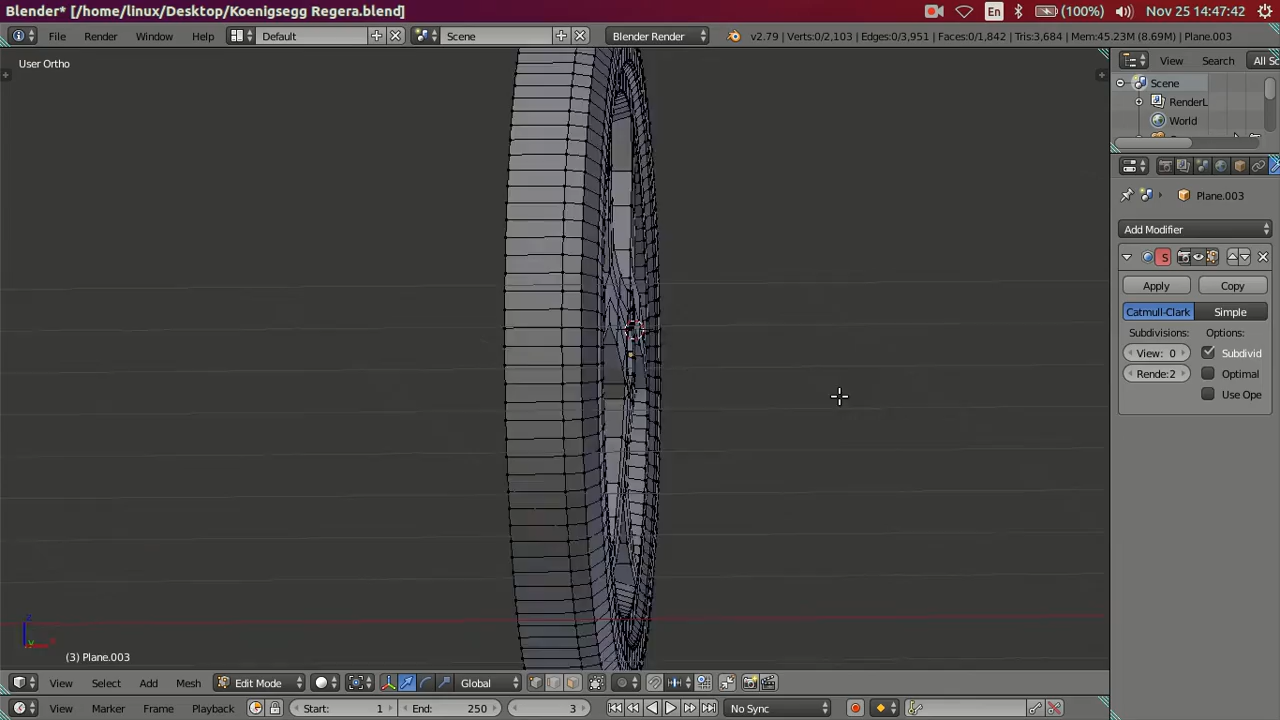 Blender* [/home/linux/Desktop/Koenigsegg Regera.blend]
En (100%) Nov 25 14:47:42
File Render Window Help Default Scene Blender Render v2.79 | Verts:0/2,103 | Edges:0/3,951 | Faces:0/1,842 | Tris:3,684 | Mem:45.23M (8.69M) | Plane.003
User Ortho
View Search All Sc
Scene
RenderL
World
Plane.003
Add Modifier
S
Apply Copy
Catmull-Clark Simple
Subdivisions: Options:
View: 0 Subdivid
Rende:2 Optimal
Use Ope
z
x
y
(3) Plane.003
View Select Add Mesh Edit Mode Global
View Marker Frame Playback Start: 1 End: 250 3 No Sync